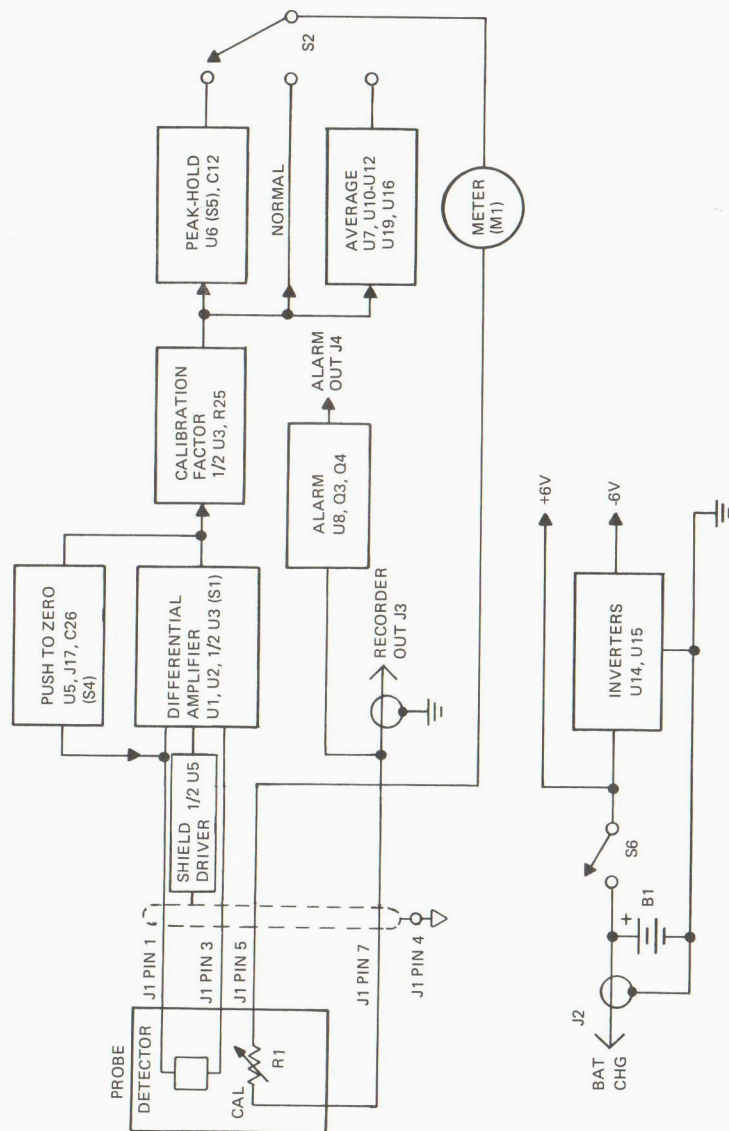 PUSH TO ZERO
U5, J17, C26
(S4)
DIFFERENTIAL
AMPLIFIER
U1, U2, 1/2 U3 (S1)
SHIELD
DRIVER
1/2 U5
CALIBRATION
FACTOR
1/2 U3, R25
PEAK-HOLD
U6 (S5), C12
NORMAL
AVERAGE
U7, U10-U12
U19, U16
S2
METER
(M1)
ALARM
U8, Q3, Q4
ALARM
OUT J4
RECORDER
OUT J3
PROBE
DETECTOR
CAL
R1
J1 PIN 1
J1 PIN 3
J1 PIN 5
J1 PIN 7
J1 PIN 4
BAT
CHG
J2
+
B1
S6
INVERTERS
U14, U15
+6V
-6V